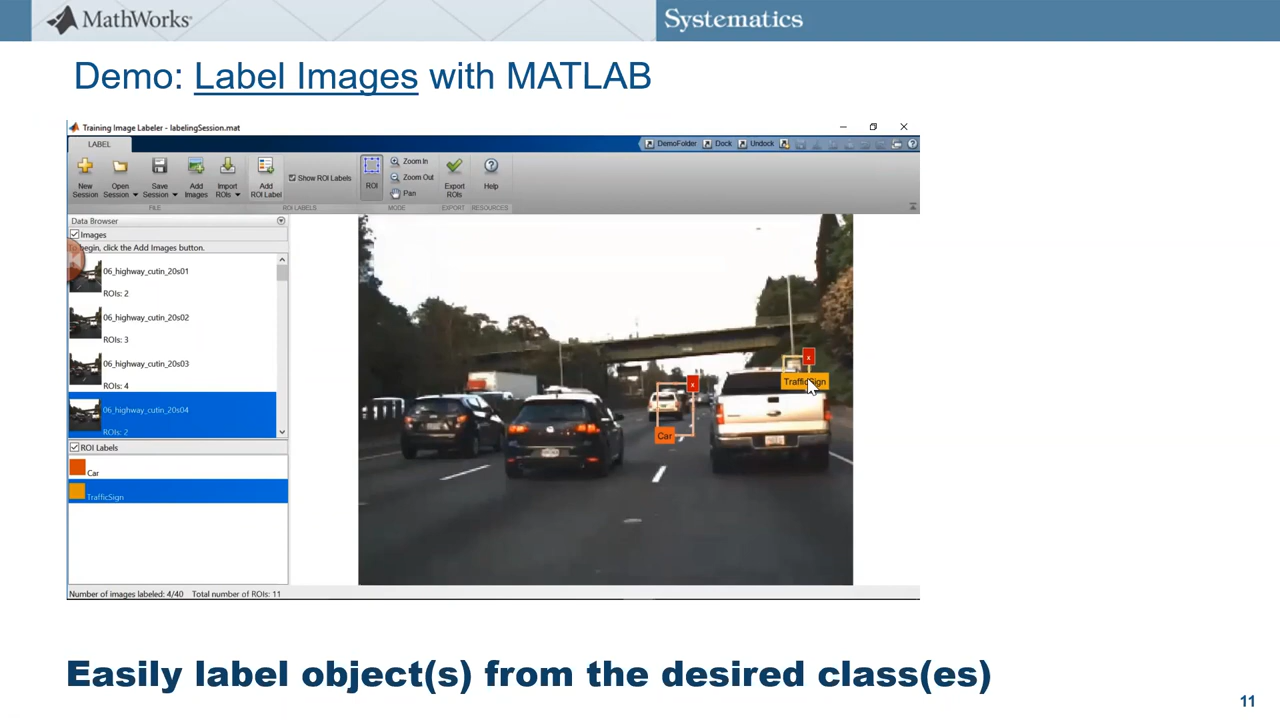 MathWorks
Systematics
Demo: Label Images with MATLAB
Training Image Labeler - labelingSession.mat
LABEL
DemoFolder Dock Undock
New Session
Open Session
Save Session
Add Images
Import ROIs
Add ROI Label
Show ROI Labels
ROI
Zoom In
Zoom Out
Pan
Export ROIs
Help
FILE
ROI LABELS
MODE
EXPORT
RESOURCES
Data Browser
Images
begin, click the Add Images button.
06_highway_cutin_20s01
ROIs: 2
06_highway_cutin_20s02
ROIs: 3
06_highway_cutin_20s03
ROIs: 4
06_highway_cutin_20s04
ROIs: 2
ROI Labels
Car
TrafficSign
x
Car
x
Number of images labeled: 4/40 Total number of ROIs: 11
Easily label object(s) from the desired class(es)
11